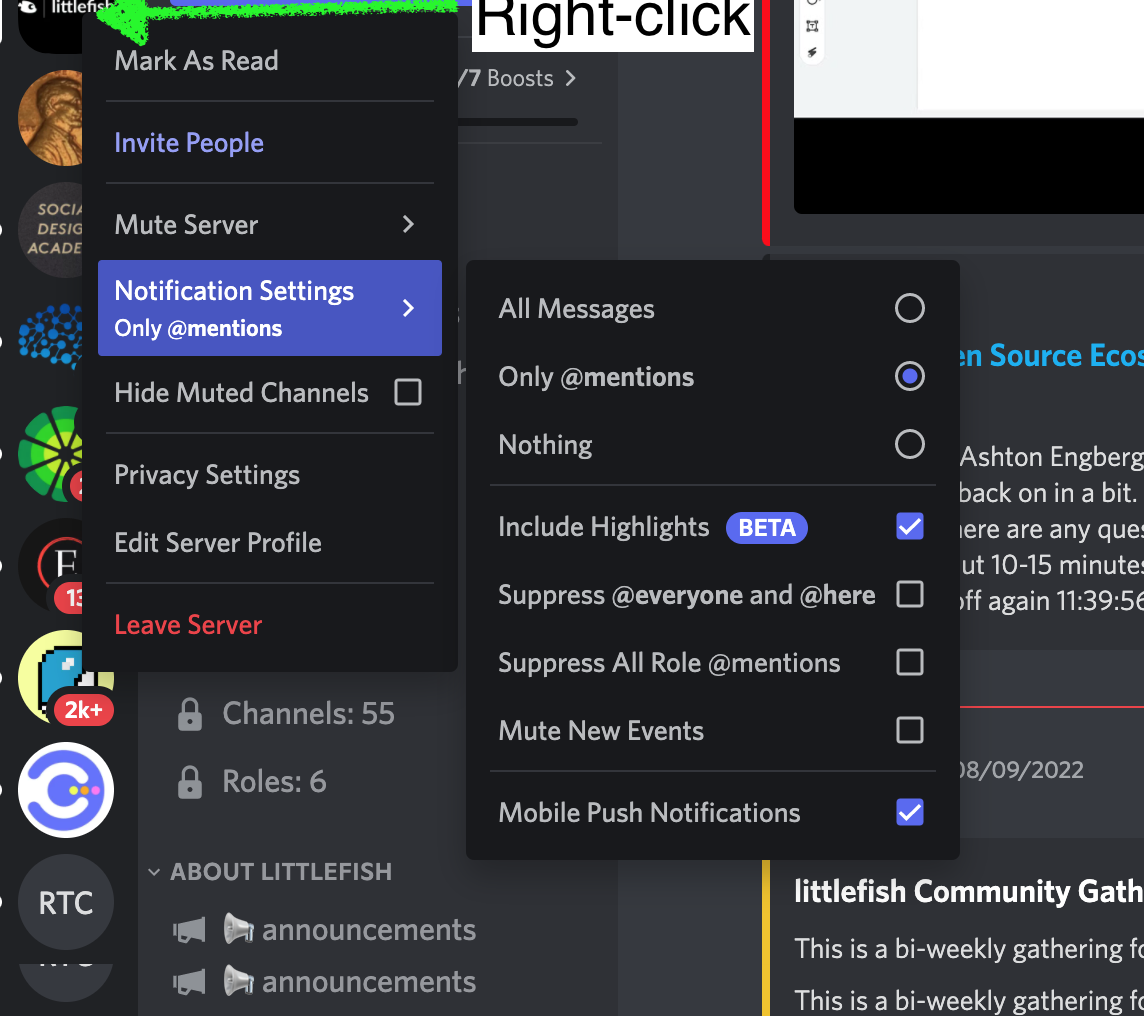 littlefish
Right-click
Mark As Read
/7 Boosts
Invite People
SOCIA
DESIG
ACADE
Mute Server
Notification Settings
Only @mentions
Hide Muted Channels
Privacy Settings
Edit Server Profile
Leave Server
All Messages
Only @mentions
Nothing
Include Highlights BETA
Suppress @everyone and @here
Suppress All Role @mentions
Mute New Events
Mobile Push Notifications
en Source Ecos
Ashton Engberg
back on in a bit.
here are any ques
ut 10-15 minutes
off again 11:39:56
E
13
2k+
Channels: 55
Roles: 6
08/09/2022
ABOUT LITTLEFISH
RTC
announcements
announcements
littlefish Community Gath
This is a bi-weekly gathering fo
This is a bi-weekly gathering fo